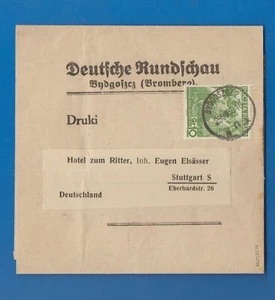 Deutsche Rundschau
Bydgoszcz (Bromberg).
Druki
Hotel zum Ritter, Inh. Eugen Elsässer
Stuttgart S
Eberhardstr. 26
Deutschland